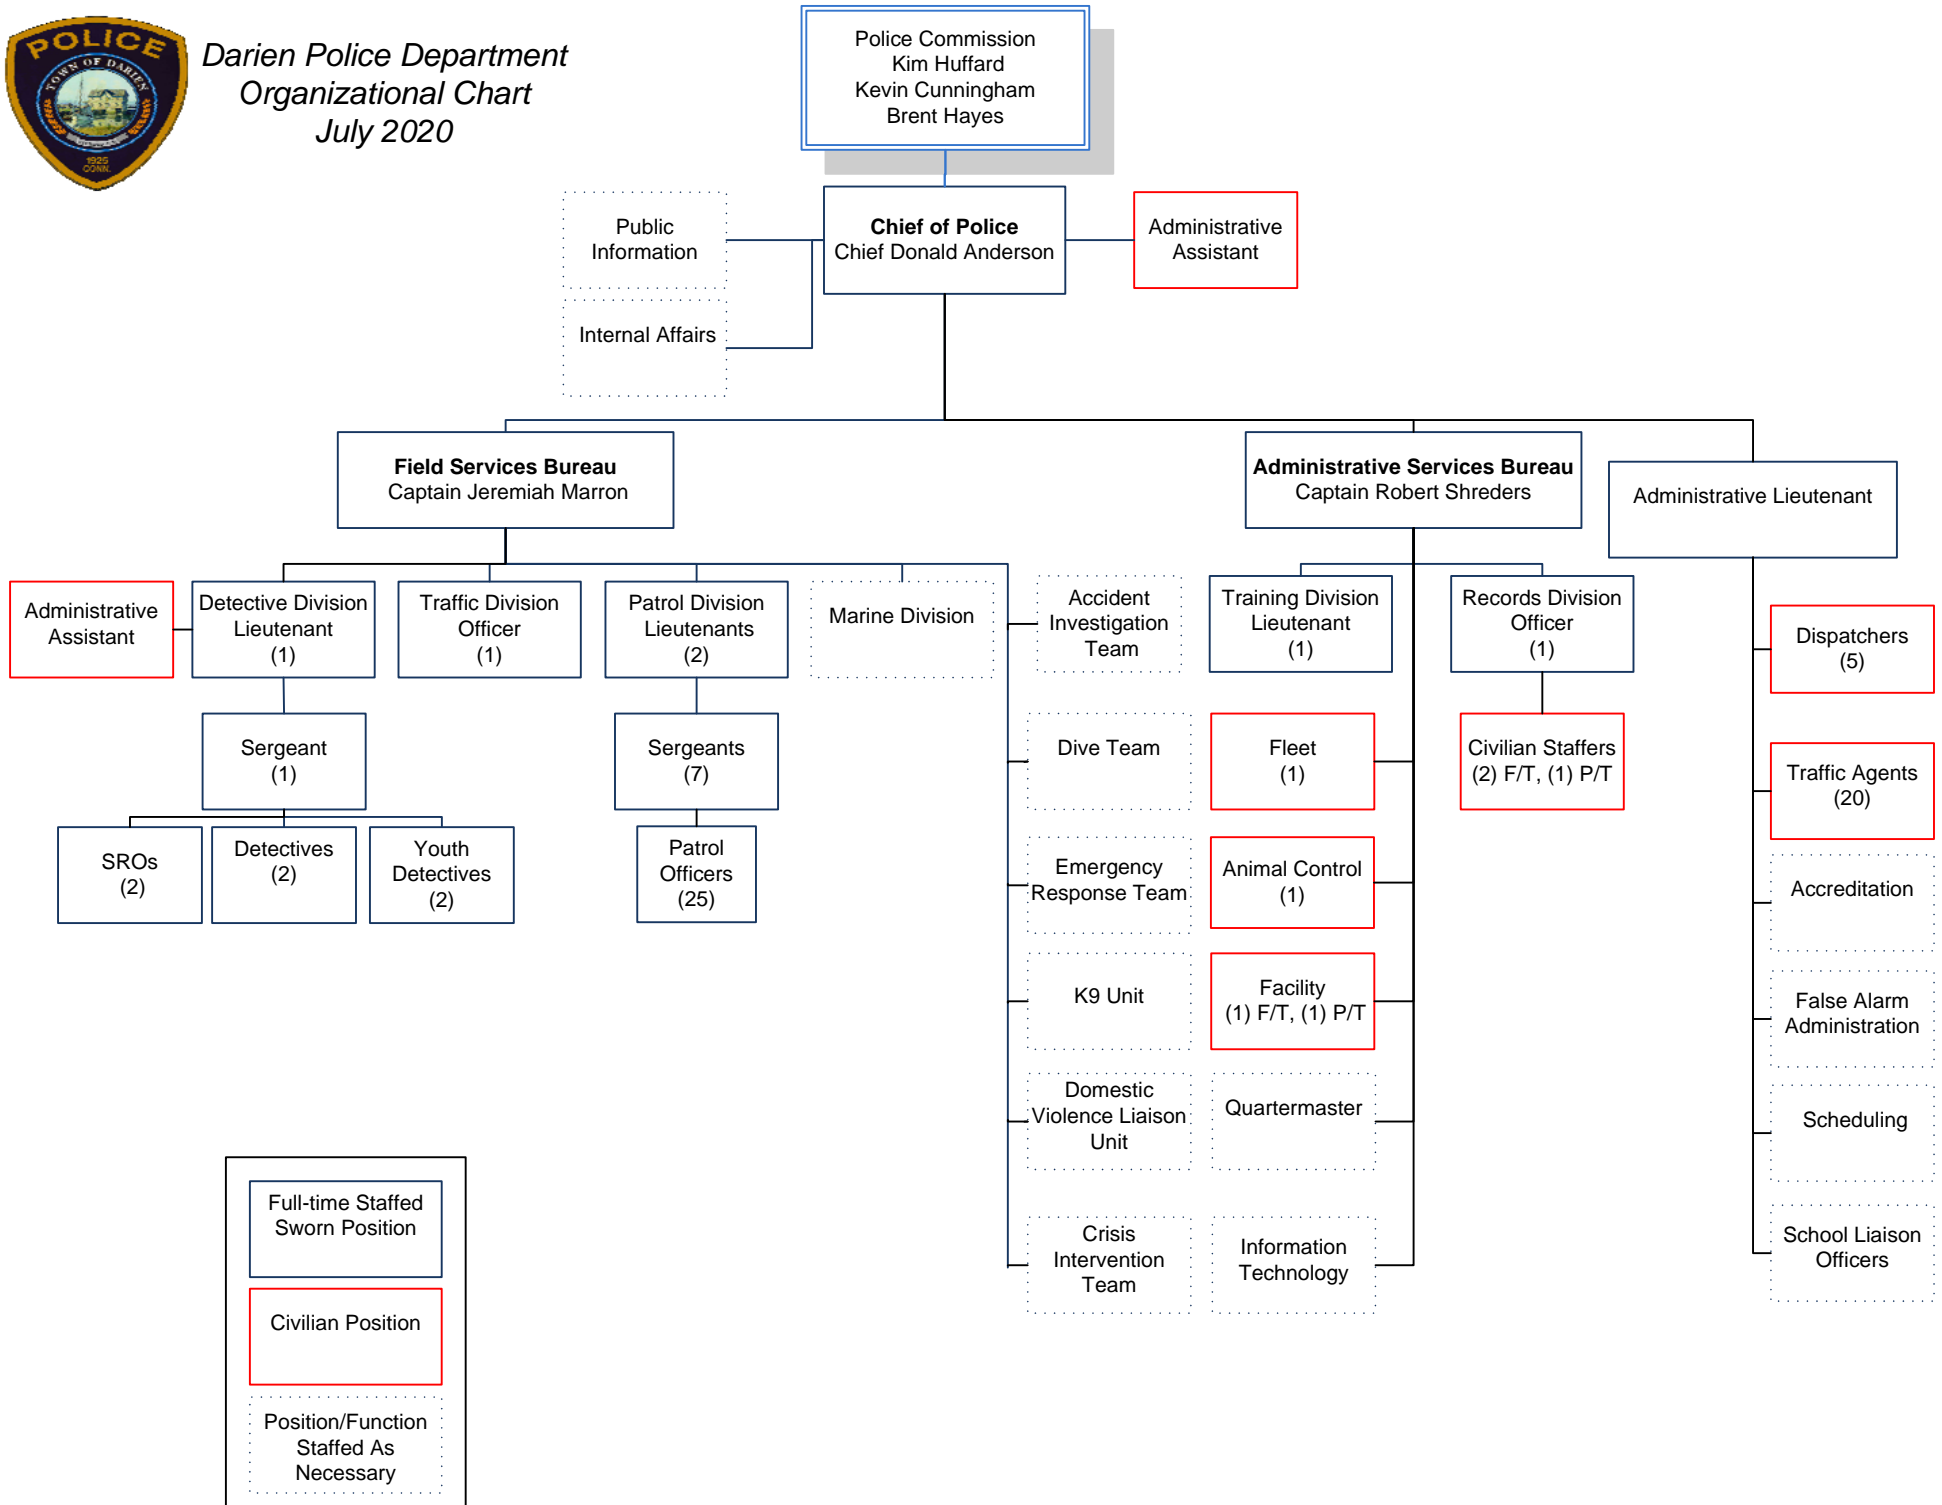 POLICE
TOWN OF DARIEN
1925
CONN.
Darien Police Department
Organizational Chart
July 2020
Police Commission
Kim Huffard
Kevin Cunningham
Brent Hayes
Public
Information
Chief of Police
Chief Donald Anderson
Administrative
Assistant
Internal Affairs
Field Services Bureau
Captain Jeremiah Marron
Administrative Services Bureau
Captain Robert Shreders
Administrative Lieutenant
Administrative
Assistant
Detective Division
Lieutenant
(1)
Traffic Division
Officer
(1)
Patrol Division
Lieutenants
(2)
Marine Division
Accident
Investigation
Team
Training Division
Lieutenant
(1)
Records Division
Officer
(1)
Dispatchers
(5)
Sergeant
(1)
Sergeants
(7)
Dive Team
Fleet
(1)
Civilian Staffers
(2) F/T, (1) P/T
Traffic Agents
(20)
SROs
(2)
Detectives
(2)
Youth
Detectives
(2)
Patrol
Officers
(25)
Emergency
Response Team
Animal Control
(1)
Accreditation
K9 Unit
Facility
(1) F/T, (1) P/T
False Alarm
Administration
Domestic
Violence Liaison
Unit
Quartermaster
Scheduling
Crisis
Intervention
Team
Information
Technology
School Liaison
Officers
Full-time Staffed
Sworn Position
Civilian Position
Position/Function
Staffed As
Necessary